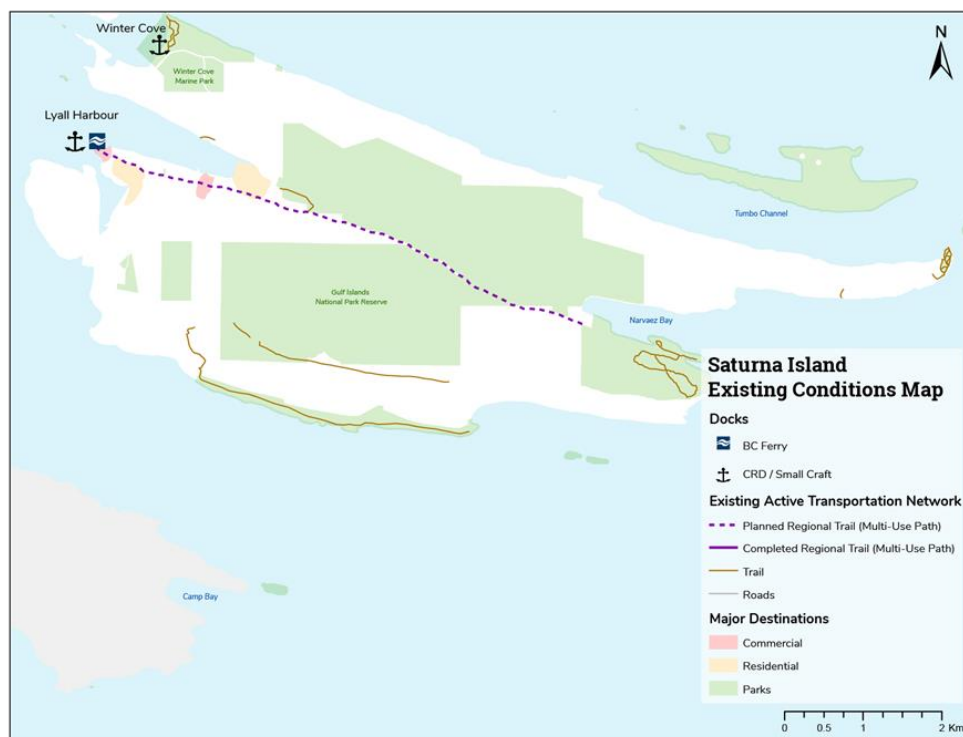 Winter Cove
N
Winter Cove
Marine Park
Lyall Harbour
Tumbo Channel
Gulf Islands
National Park Reserve
Narvaez Bay
Camp Bay
Saturna Island
Existing Conditions Map
Docks
BC Ferry
CRD / Small Craft
Existing Active Transportation Network
Planned Regional Trail (Multi-Use Path)
Completed Regional Trail (Multi-Use Path)
Trail
Roads
Major Destinations
Commercial
Residential
Parks
0 0.5 1 2 Km